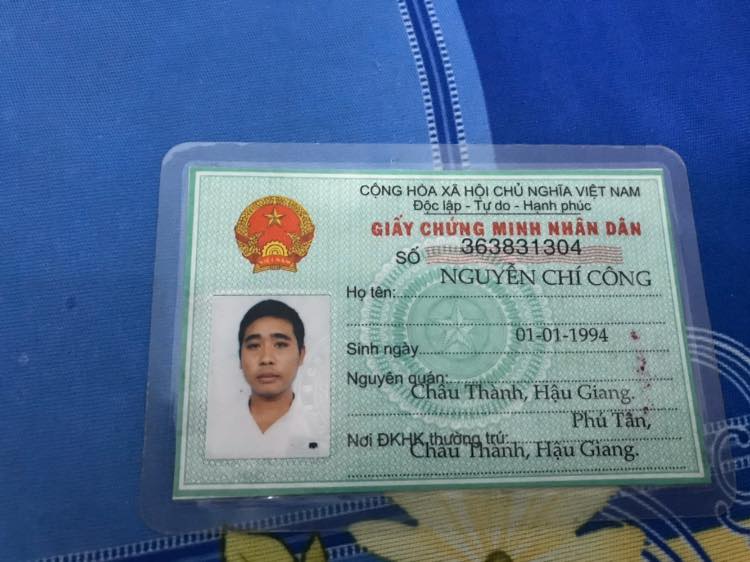 CỘNG HÒA XÃ HỘI CHỦ NGHĨA VIỆT NAM
Độc lập - Tự do - Hạnh phúc
GIẤY CHỨNG MINH NHÂN DÂN
SỐ 363831304
Họ tên: NGUYỄN CHÍ CÔNG
Sinh ngày 01-01-1994
Nguyên quán: Châu Thành, Hậu Giang.
Phú Tân,
Nơi ĐKHK thường trú: Châu Thành, Hậu Giang.
VIỆT NAM